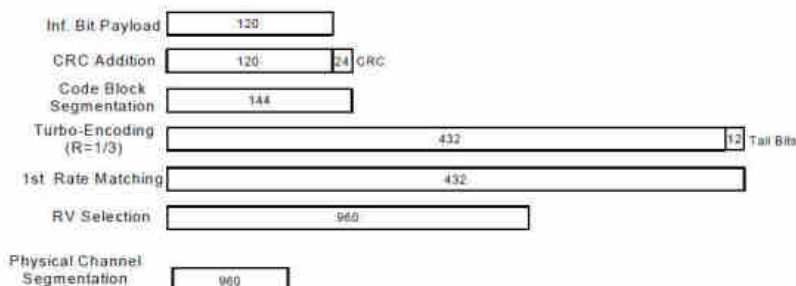 Inf. Bit Payload 120
CRC Addition 120 24 CRC
Code Block
Segmentation 144
Turbo-Encoding
(R=1/3) 432 12 Tail Bits
1st Rate Matching 432
RV Selection 960
Physical Channel
Segmentation 960